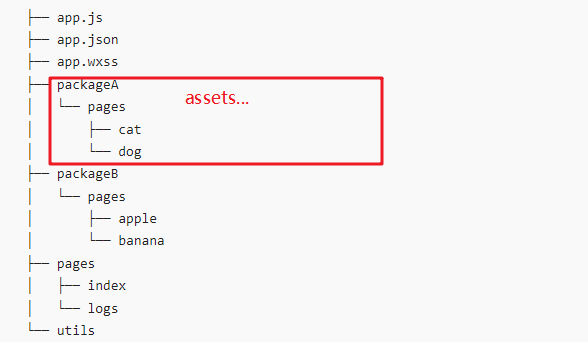 ├── app.js
├── app.json
├── app.wxss
├── packageA
│   └── pages
assets...
│       ├── cat
│       └── dog
├── packageB
│   └── pages
│       ├── apple
│       └── banana
├── pages
│   ├── index
│   └── logs
└── utils